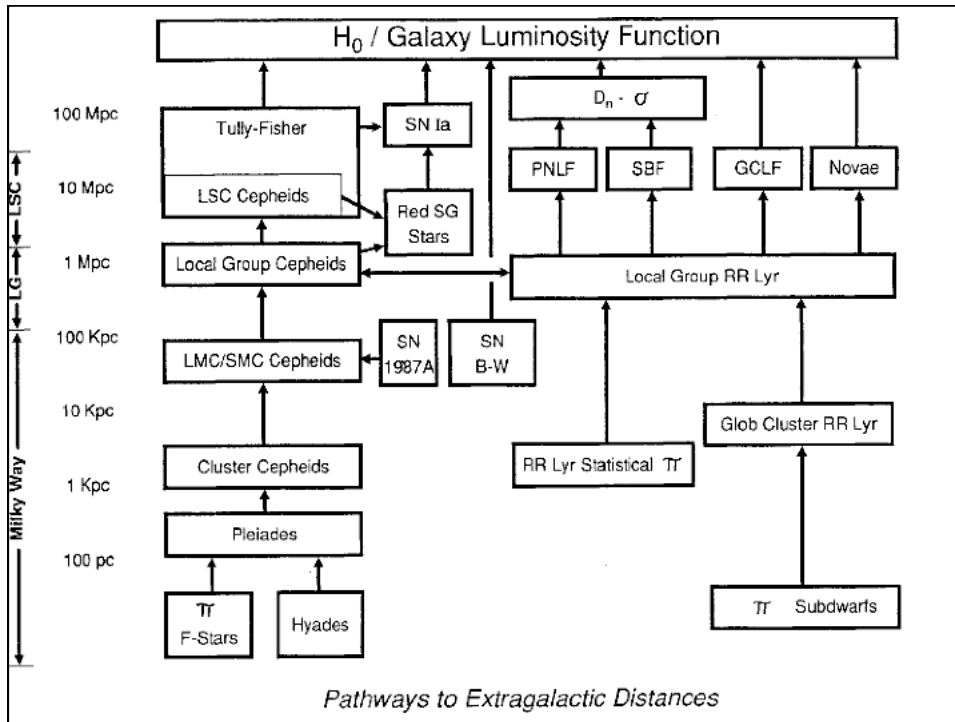 H0 / Galaxy Luminosity Function
100 Mpc
Tully-Fisher
SN Ia
Dn - σ
LSC
10 Mpc
LSC Cepheids
Red SG
Stars
PNLF
SBF
GCLF
Novae
LG
1 Mpc
Local Group Cepheids
Local Group RR Lyr
100 Kpc
LMC/SMC Cepheids
SN
1987A
SN
B-W
Milky Way
10 Kpc
Glob Cluster RR Lyr
Cluster Cepheids
RR Lyr Statistical π
1 Kpc
Pleiades
100 pc
π
F-Stars
Hyades
π Subdwarfs
Pathways to Extragalactic Distances